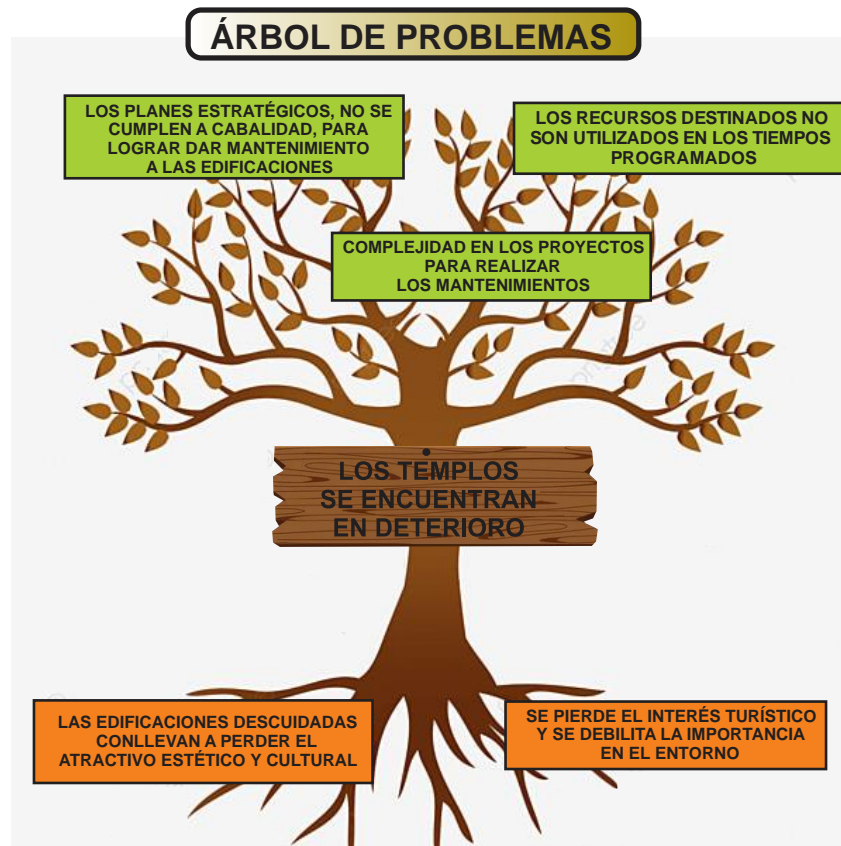 ÁRBOL DE PROBLEMAS
LOS PLANES ESTRATÉGICOS, NO SE
CUMPLEN A CABALIDAD, PARA
LOGRAR DAR MANTENIMIENTO
A LAS EDIFICACIONES
LOS RECURSOS DESTINADOS NO
SON UTILIZADOS EN LOS TIEMPOS
PROGRAMADOS
COMPLEJIDAD EN LOS PROYECTOS
PARA REALIZAR
LOS MANTENIMIENTOS
LOS TEMPLOS
SE ENCUENTRAN
EN DETERIORO
LAS EDIFICACIONES DESCUIDADAS
CONLLEVAN A PERDER EL
ATRACTIVO ESTÉTICO Y CULTURAL
SE PIERDE EL INTERÉS TURÍSTICO
Y SE DEBILITA LA IMPORTANCIA
EN EL ENTORNO